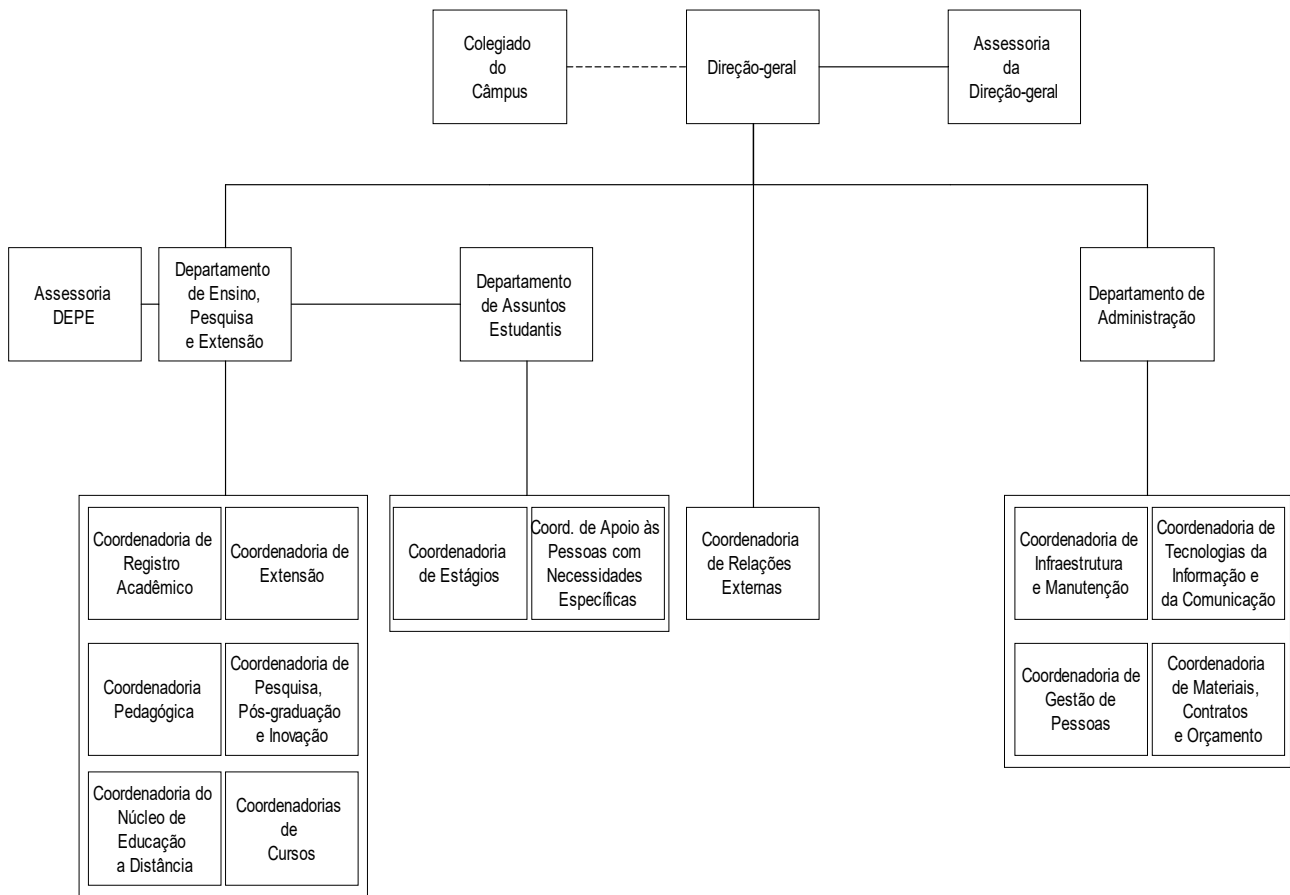 Colegiado
do
Câmpus
Direção-geral
Assessoria
da
Direção-geral
Assessoria
DEPE
Departamento
de Ensino,
Pesquisa
e Extensão
Departamento
de Assuntos
Estudantis
Departamento de
Administração
Coordenadoria de
Registro
Acadêmico
Coordenadoria de
Extensão
Coordenadoria
Pedagógica
Coordenadoria de
Pesquisa,
Pós-graduação
e Inovação
Coordenadoria do
Núcleo de
Educação
a Distância
Coordenadorias
de
Cursos
Coordenadoria
de Estágios
Coord. de Apoio às
Pessoas com
Necessidades
Específicas
Coordenadoria
de Relações
Externas
Coordenadoria de
Infraestrutura
e Manutenção
Coordenadoria de
Tecnologias da
Informação e
da Comunicação
Coordenadoria de
Gestão de
Pessoas
Coordenadoria
de Materiais,
Contratos
e Orçamento